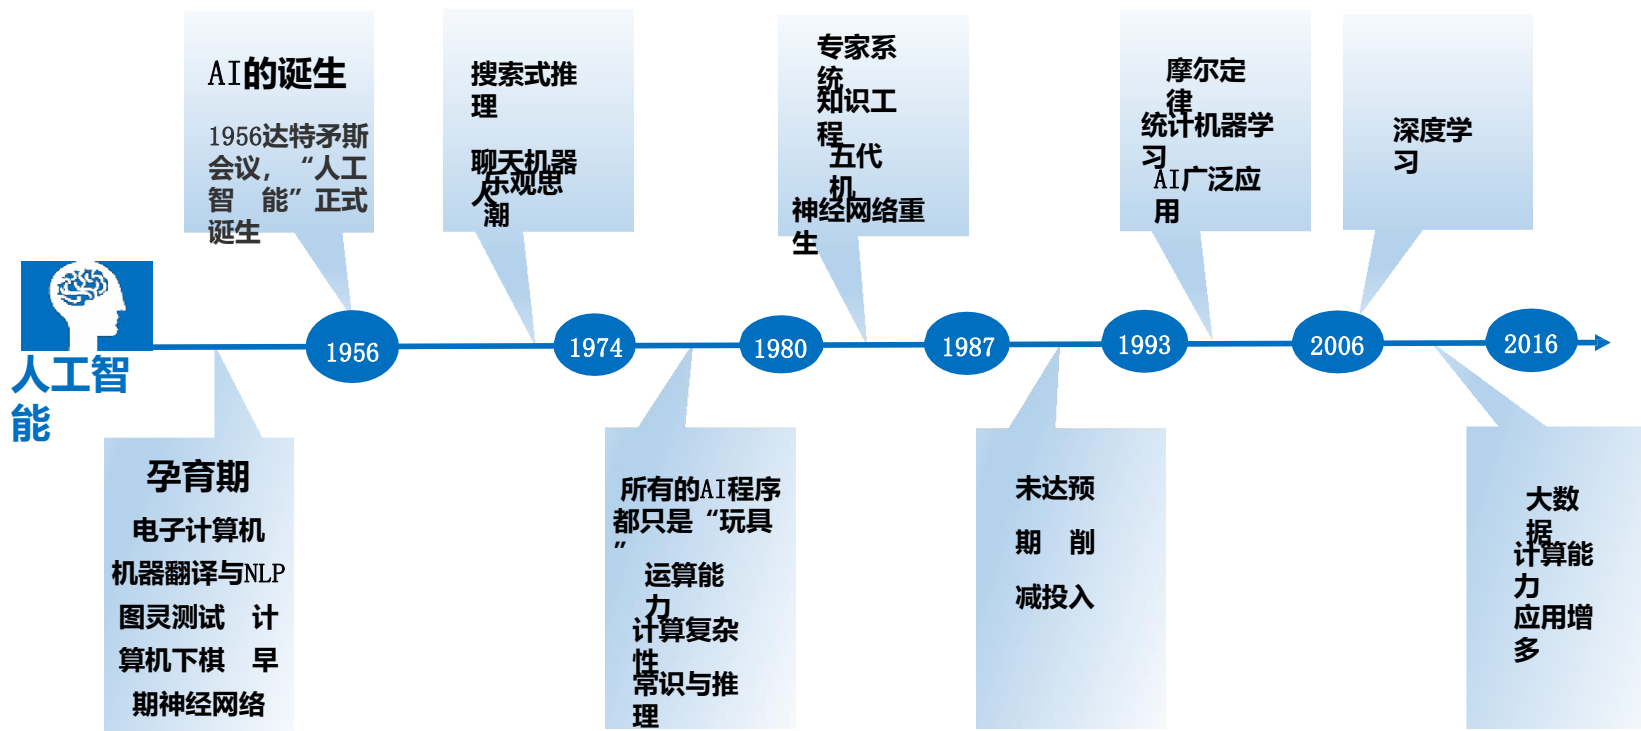 AI的诞生
1956达特矛斯
会议，“人工
智 能”正式
诞生
搜索式推
理
聊天机器
人
乐观思
潮
专家系
统
知识工
程
五代
机
神经网络重
生
摩尔定
律
统计机器学
习
AI广泛应
用
深度学
习
人工智
能
1956
1974
1980
1987
1993
2006
2016
孕育期
电子计算机
机器翻译与NLP
图灵测试 计
算机下棋 早
期神经网络
所有的AI程序
都只是“玩具
”
运算能
力
计算复杂
性
常识与推
理
未达预
期 削
减投入
大数
据
计算能
力
应用增
多